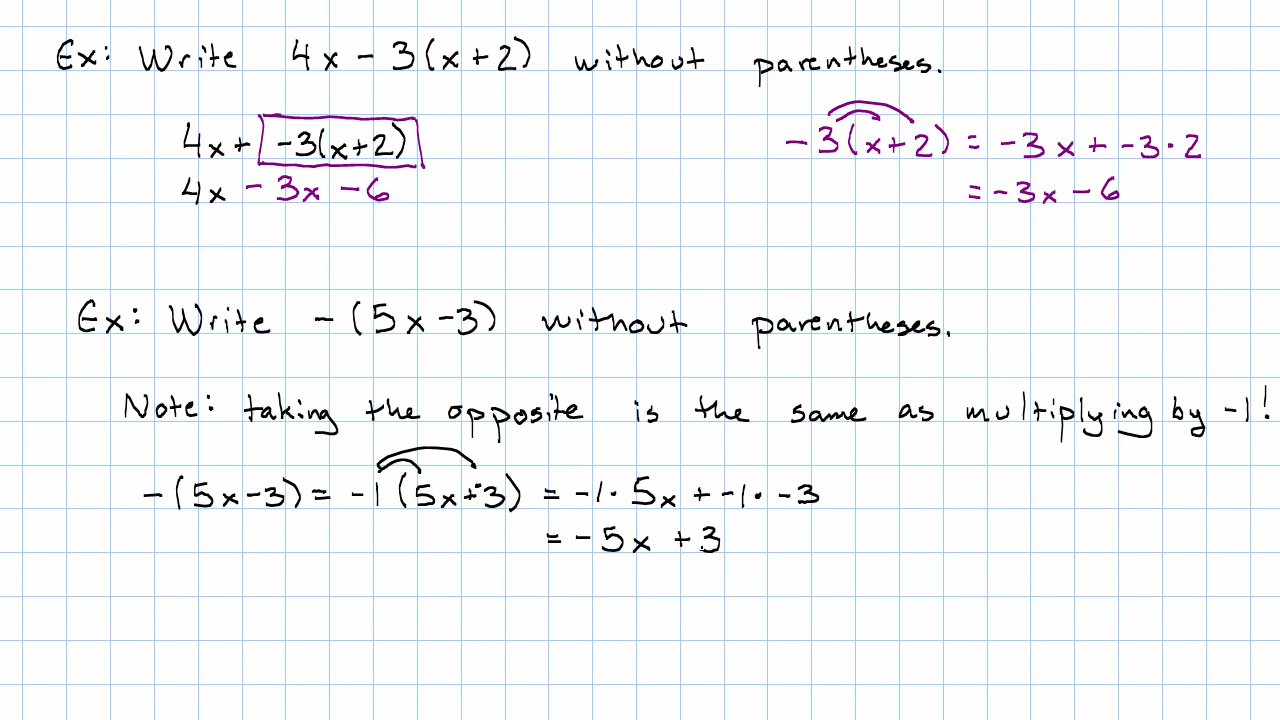 Ex: Write 4x - 3(x+2) without parentheses.
4x + -3(x+2)
4x - 3x - 6
-3(x+2) = -3x + -3·2
= -3x - 6
Ex: Write -(5x-3) without parentheses.
Note: taking the opposite is the same as multiplying by -1!
-(5x-3) = -1(5x+-3) = -1·5x + -1·-3
= -5x + 3